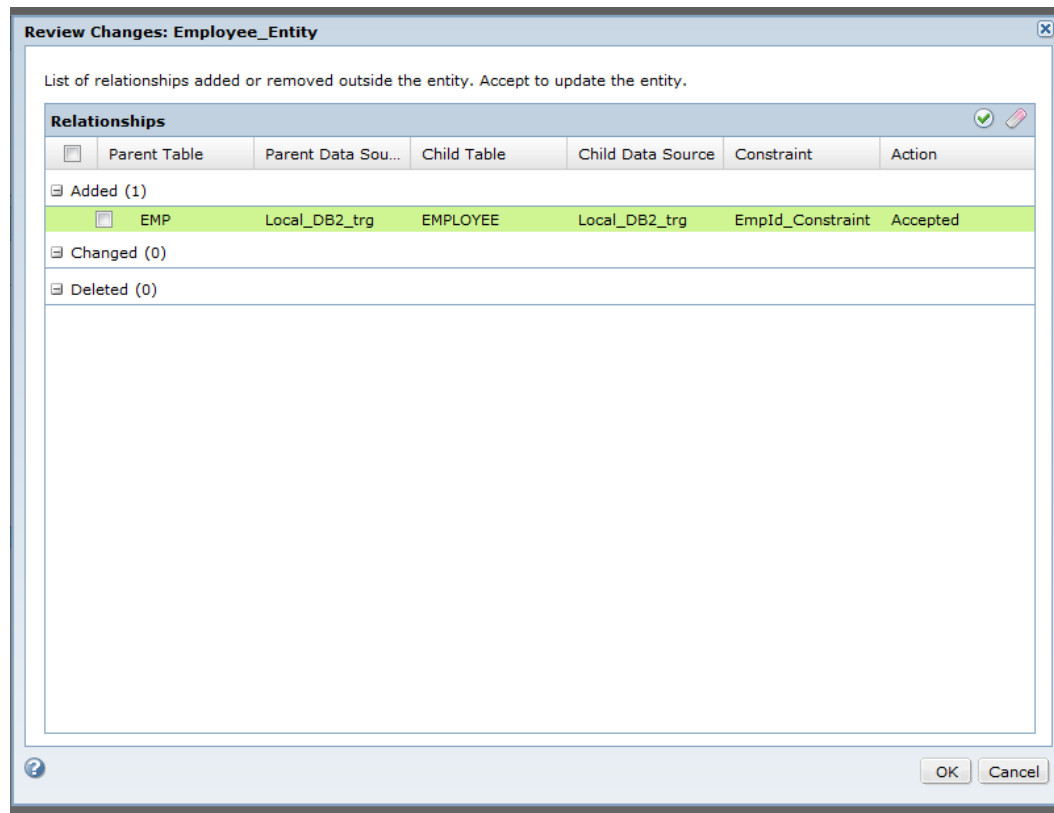 Review Changes: Employee_Entity
List of relationships added or removed outside the entity. Accept to update the entity.
Relationships
Parent Table Parent Data Sou... Child Table Child Data Source Constraint Action
Added (1)
EMP Local_DB2_trg EMPLOYEE Local_DB2_trg EmpId_Constraint Accepted
Changed (0)
Deleted (0)
OK Cancel